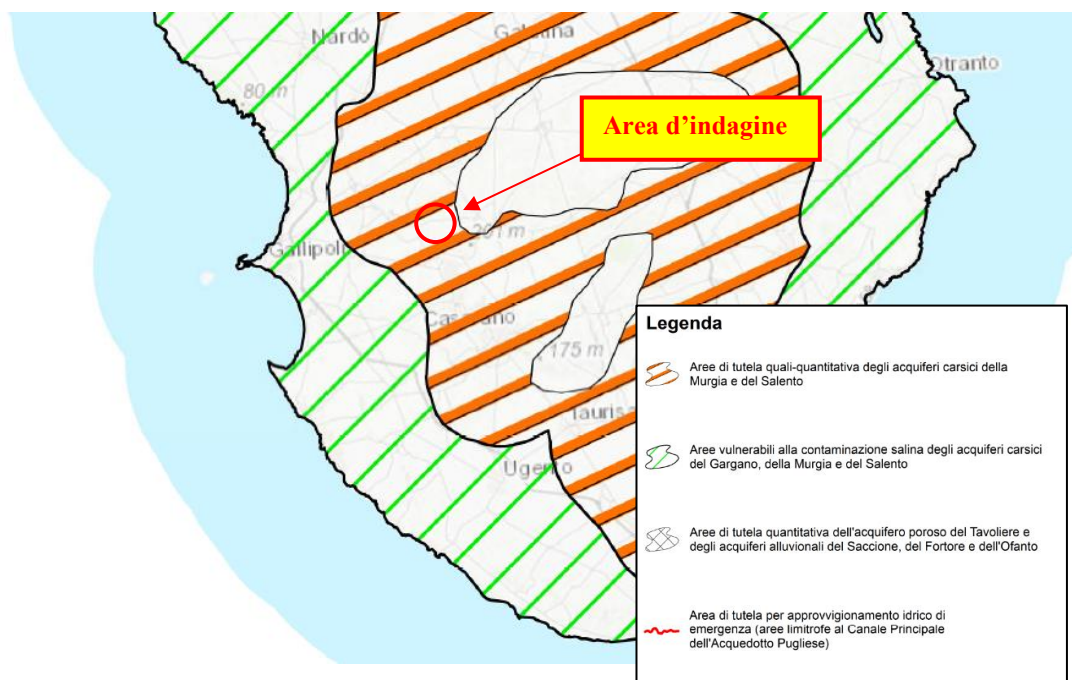 Nardò
Galatina
Otranto
80 m
Area d'indagine
201 m
Gallipoli
Casarano
175 m
Ugento
Legenda
Aree di tutela quali-quantitativa degli acquiferi carsici della
Murgia e del Salento
Aree vulnerabili alla contaminazione salina degli acquiferi carsici
del Gargano, della Murgia e del Salento
Aree di tutela quantitativa dell'acquifero poroso del Tavoliere e
degli acquiferi alluvionali del Saccione, del Fortore e dell'Ofanto
Area di tutela per approvvigionamento idrico di
emergenza (aree limitrofe al Canale Principale
dell'Acquedotto Pugliese)
Taurisa